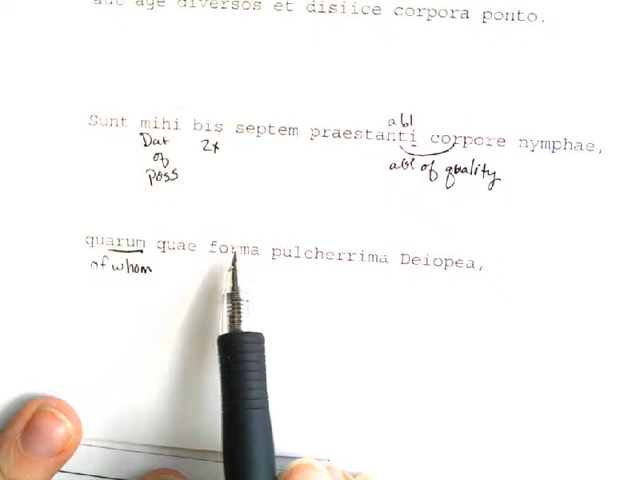 aut age diversos et disiice corpora ponto.
abl
Sunt mihi bis septem praestanti corpore nymphae,
Dat of poss
2x
abl of quality
quarum quae forma pulcherrima Deiopea,
of whom